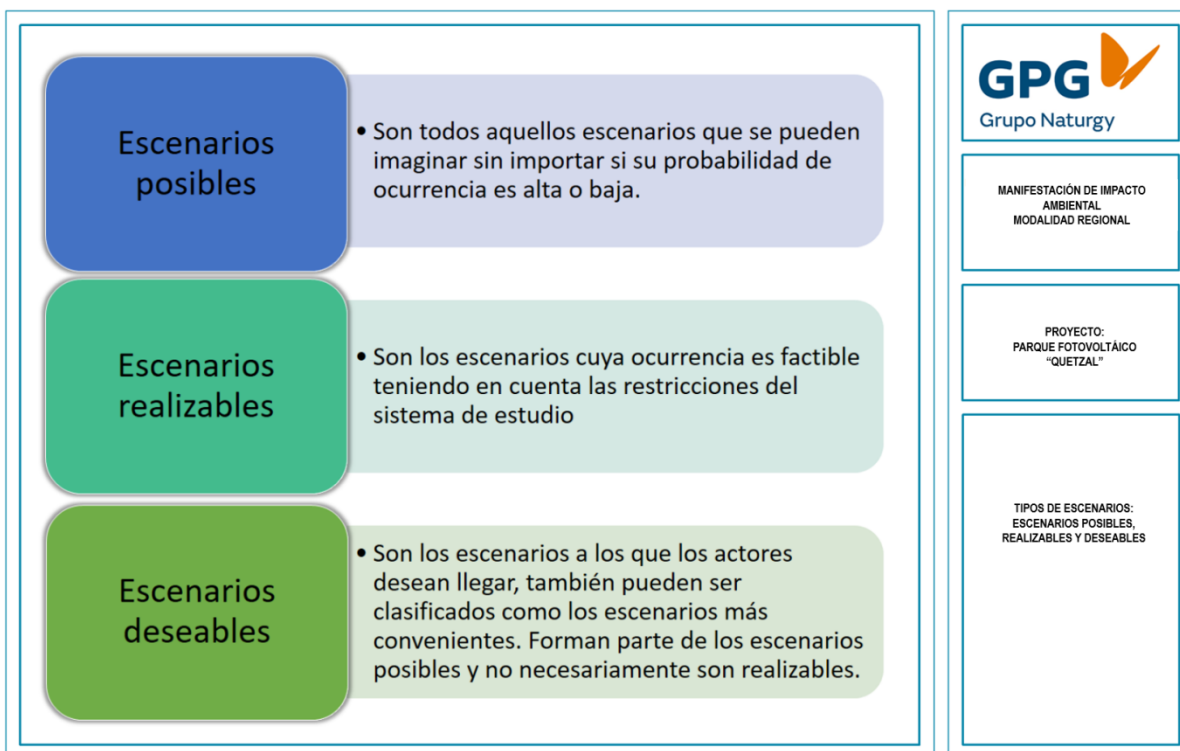 Escenarios
posibles
• Son todos aquellos escenarios que se pueden
imaginar sin importar si su probabilidad de
ocurrencia es alta o baja.
Escenarios
realizables
• Son los escenarios cuya ocurrencia es factible
teniendo en cuenta las restricciones del
sistema de estudio
Escenarios
deseables
• Son los escenarios a los que los actores
desean llegar, también pueden ser
clasificados como los escenarios más
convenientes. Forman parte de los escenarios
posibles y no necesariamente son realizables.
GPG
Grupo Naturgy
MANIFESTACIÓN DE IMPACTO
AMBIENTAL
MODALIDAD REGIONAL
PROYECTO:
PARQUE FOTOVOLTÁICO
“QUETZAL”
TIPOS DE ESCENARIOS:
ESCENARIOS POSIBLES,
REALIZABLES Y DESEABLES